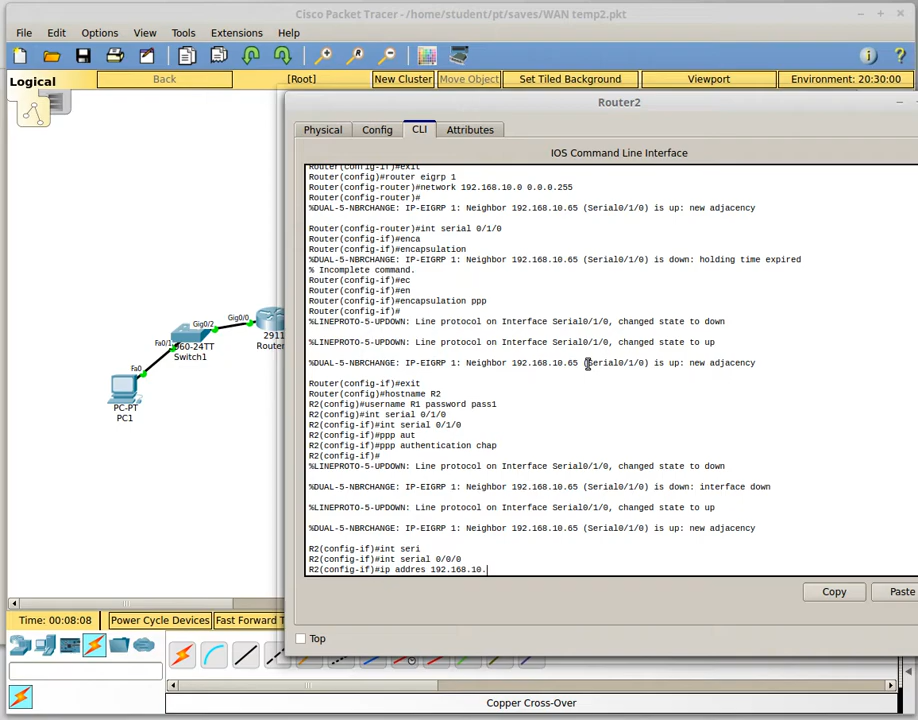 Cisco Packet Tracer - /home/student/pt/saves/WAN temp2.pkt
File Edit Options View Tools Extensions Help
Logical
Back
[Root]
New Cluster
Move Object
Set Tiled Background
Viewport
Environment: 20:30:00
Router2
Physical Config CLI Attributes
IOS Command Line Interface
Router(config-if)#exit
Router(config)#router eigrp 1
Router(config-router)#network 192.168.10.0 0.0.0.255
Router(config-router)#
%DUAL-5-NBRCHANGE: IP-EIGRP 1: Neighbor 192.168.10.65 (Serial0/1/0) is up: new adjacency
Router(config-router)#int serial 0/1/0
Router(config-if)#enca
Router(config-if)#encapsulation
%DUAL-5-NBRCHANGE: IP-EIGRP 1: Neighbor 192.168.10.65 (Serial0/1/0) is down: holding time expired
% Incomplete command.
Router(config-if)#ec
Router(config-if)#en
Router(config-if)#encapsulation ppp
Router(config-if)#
%LINEPROTO-5-UPDOWN: Line protocol on Interface Serial0/1/0, changed state to down
%LINEPROTO-5-UPDOWN: Line protocol on Interface Serial0/1/0, changed state to up
%DUAL-5-NBRCHANGE: IP-EIGRP 1: Neighbor 192.168.10.65 (Serial0/1/0) is up: new adjacency
Router(config-if)#exit
Router(config)#hostname R2
R2(config)#username R1 password pass1
R2(config)#int serial 0/1/0
R2(config-if)#int serial 0/1/0
R2(config-if)#ppp aut
R2(config-if)#ppp authentication chap
R2(config-if)#
%LINEPROTO-5-UPDOWN: Line protocol on Interface Serial0/1/0, changed state to down
%DUAL-5-NBRCHANGE: IP-EIGRP 1: Neighbor 192.168.10.65 (Serial0/1/0) is down: interface down
%LINEPROTO-5-UPDOWN: Line protocol on Interface Serial0/1/0, changed state to up
%DUAL-5-NBRCHANGE: IP-EIGRP 1: Neighbor 192.168.10.65 (Serial0/1/0) is up: new adjacency
R2(config-if)#int seri
R2(config-if)#int serial 0/0/0
R2(config-if)#ip addres 192.168.10.
Copy
Paste
Top
Gig0/2
Gig0/0
Fa0/1
960-24TT
Switch1
2911
Router
Fa0
PC-PT
PC1
Time: 00:08:08
Power Cycle Devices
Fast Forward T
Copper Cross-Over